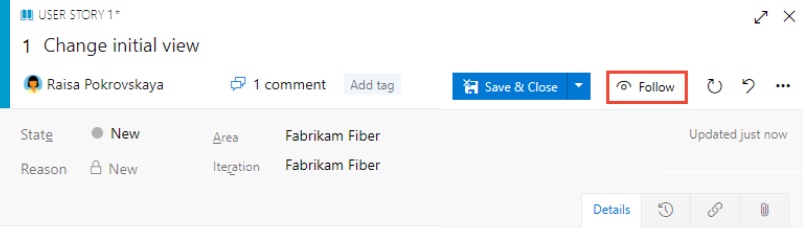 USER STORY 1*
1 Change initial view
Raisa Pokrovskaya 1 comment Add tag Save & Close Follow
State New Area Fabrikam Fiber Updated just now
Reason New Iteration Fabrikam Fiber
Details